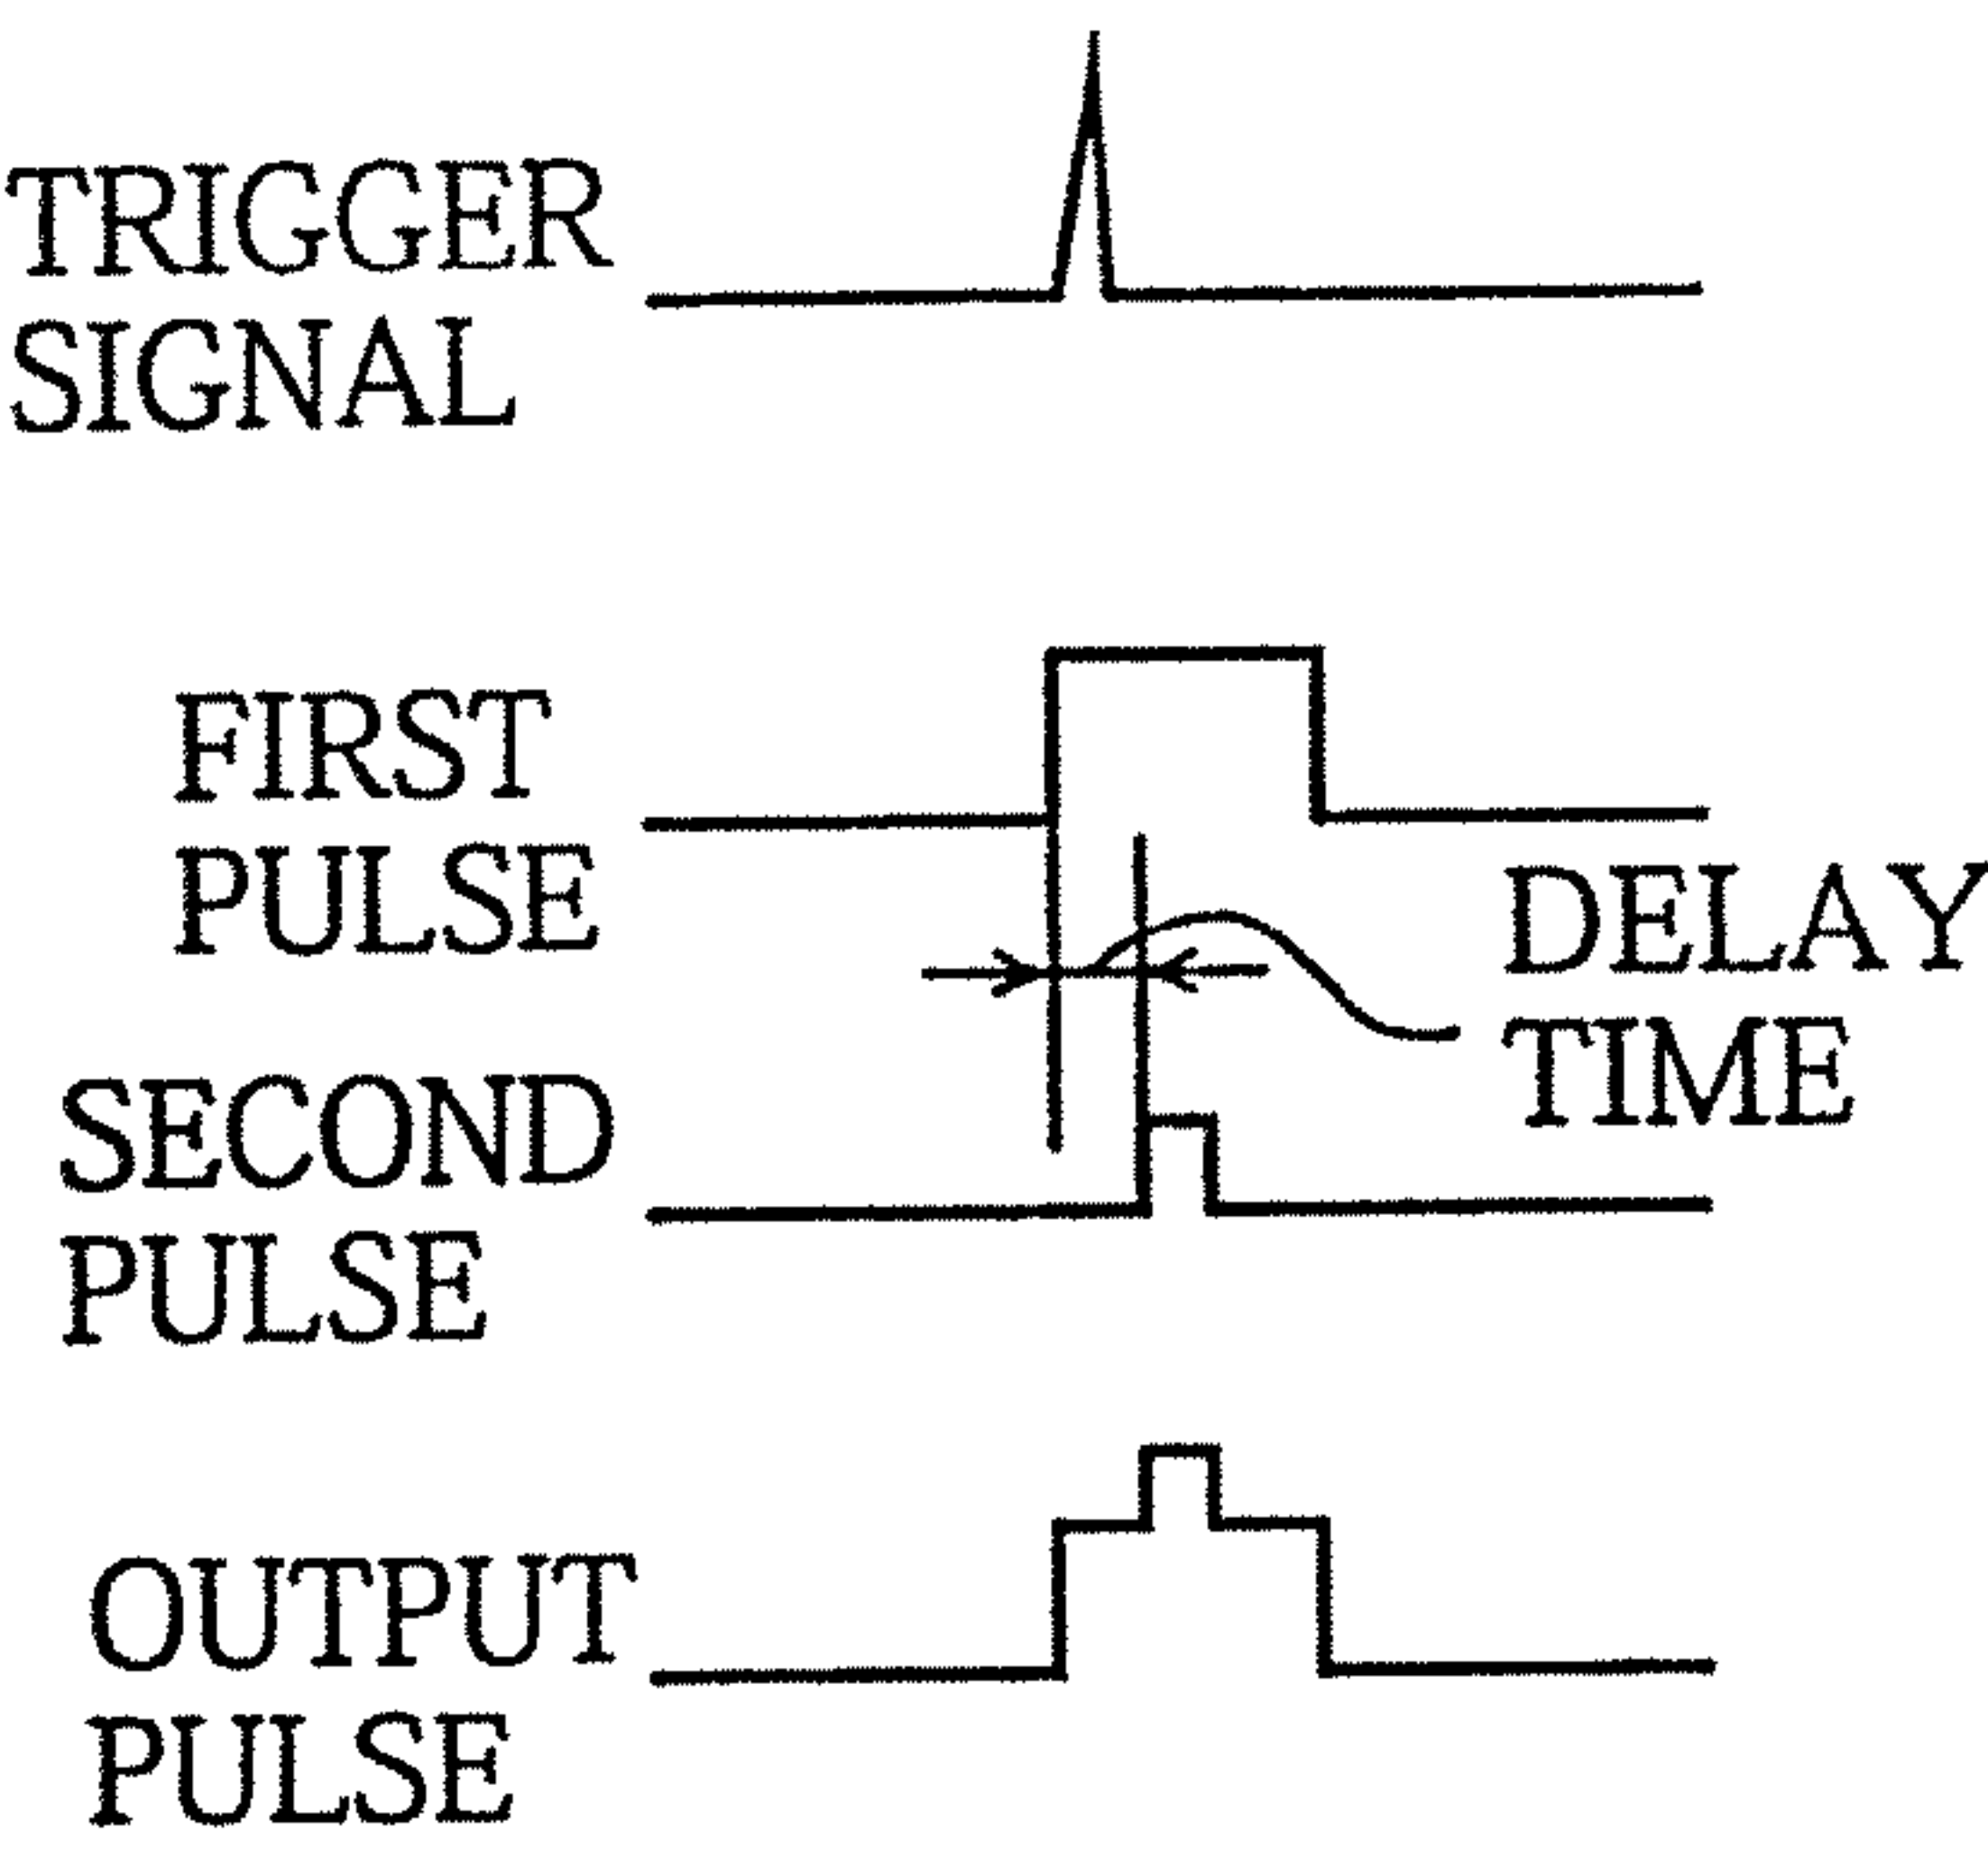 TRIGGER
SIGNAL
FIRST
PULSE
DELAY
TIME
SECOND
PULSE
OUTPUT
PULSE